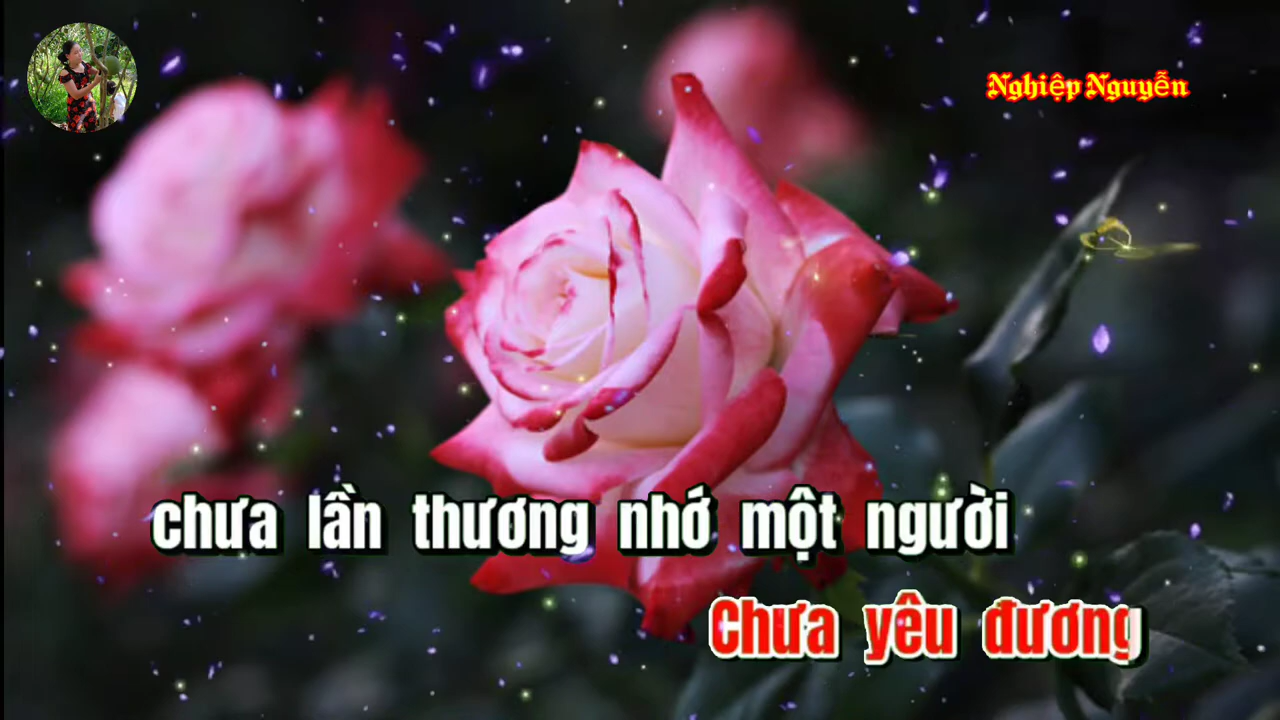 Nghiệp Nguyễn
chưa lần thương nhớ một người
Chưa yêu đương